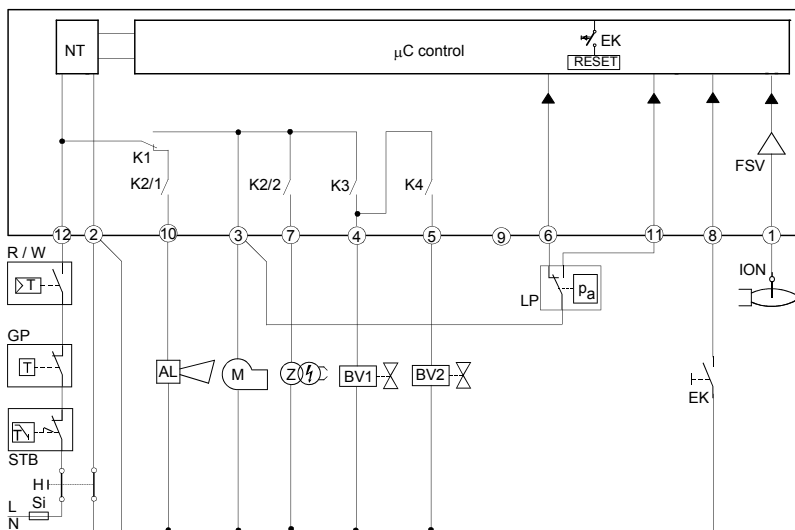 NT
µC control
EK
RESET
K1
K2/1
K2/2
K3
K4
FSV
12
2
10
3
7
4
5
9
6
11
8
1
R / W
T
LP
pa
ION
GP
T
AL
M
Z
BV1
BV2
EK
T
STB
H
L
Si
N